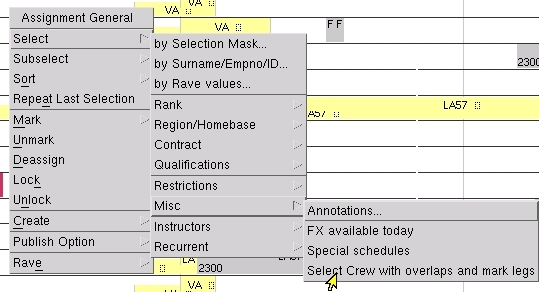 VA
VA
Assignment General
Select
Subselect
Sort
Repeat Last Selection
Mark
Unmark
Deassign
Lock
Unlock
Create
Publish Option
Rave
VA
F F
2300
by Selection Mask...
by Surname/Empno/ID...
by Rave values...
Rank
Region/Homebase
Contract
Qualifications
Restrictions
Misc
Instructors
Recurrent
LA57
Annotations...
FX available today
Special schedules
Select Crew with overlaps and mark legs
LA
2300
VA